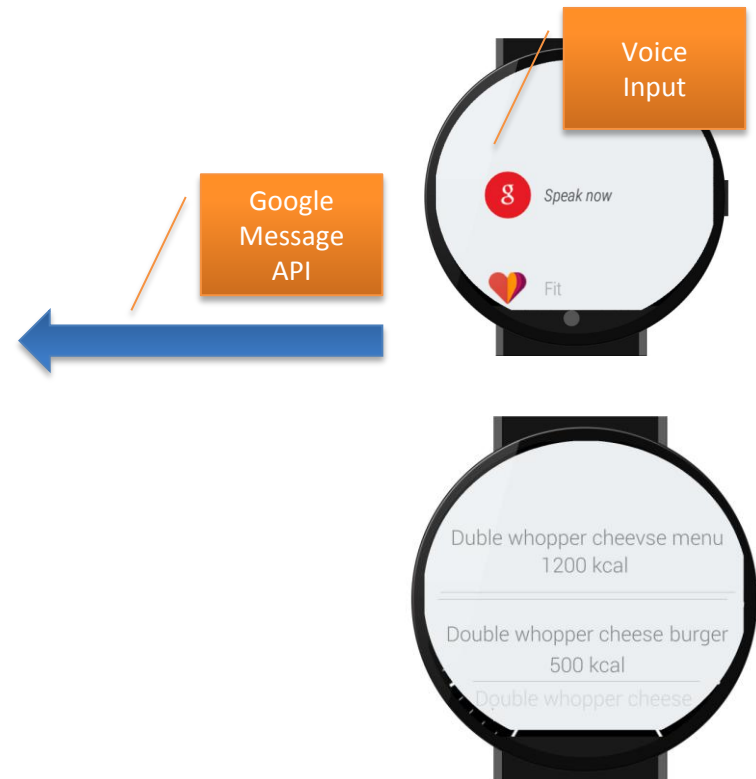 Voice
Input
Google
Message
API
g
Speak now
Fit
Duble whopper cheevse menu
1200 kcal
Double whopper cheese burger
500 kcal
Double whopper cheese